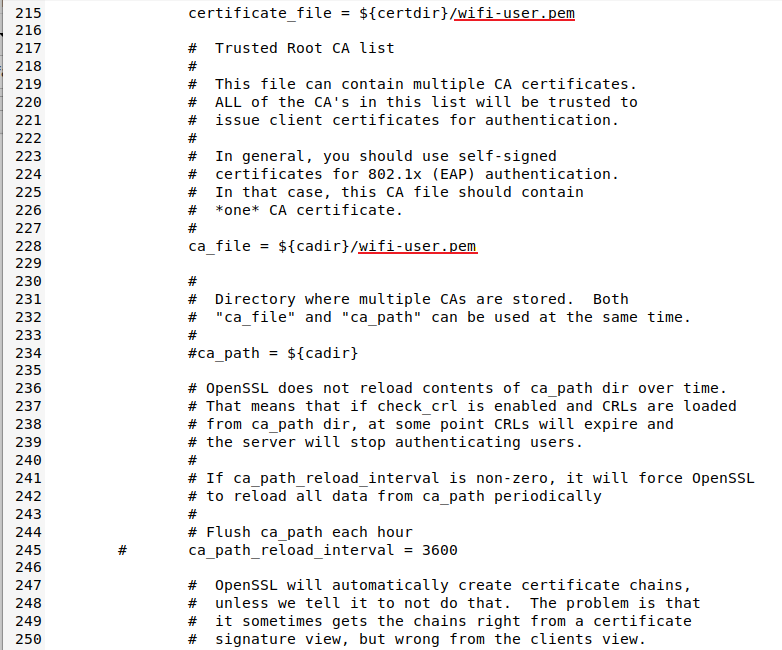 215 certificate_file = ${certdir}/wifi-user.pem
216
217 #  Trusted Root CA list
218 #
219 #  This file can contain multiple CA certificates.
220 #  ALL of the CA's in this list will be trusted to
221 #  issue client certificates for authentication.
222 #
223 #  In general, you should use self-signed
224 #  certificates for 802.1x (EAP) authentication.
225 #  In that case, this CA file should contain
226 #  *one* CA certificate.
227 #
228 ca_file = ${cadir}/wifi-user.pem
229
230 #
231 #  Directory where multiple CAs are stored.  Both
232 #  "ca_file" and "ca_path" can be used at the same time.
233 #
234 #ca_path = ${cadir}
235
236 # OpenSSL does not reload contents of ca_path dir over time.
237 # That means that if check_crl is enabled and CRLs are loaded
238 # from ca_path dir, at some point CRLs will expire and
239 # the server will stop authenticating users.
240 #
241 # If ca_path_reload_interval is non-zero, it will force OpenSSL
242 # to reload all data from ca_path periodically
243 #
244 # Flush ca_path each hour
245 #       ca_path_reload_interval = 3600
246
247 #  OpenSSL will automatically create certificate chains,
248 #  unless we tell it to not do that.  The problem is that
249 #  it sometimes gets the chains right from a certificate
250 #  signature view, but wrong from the clients view.